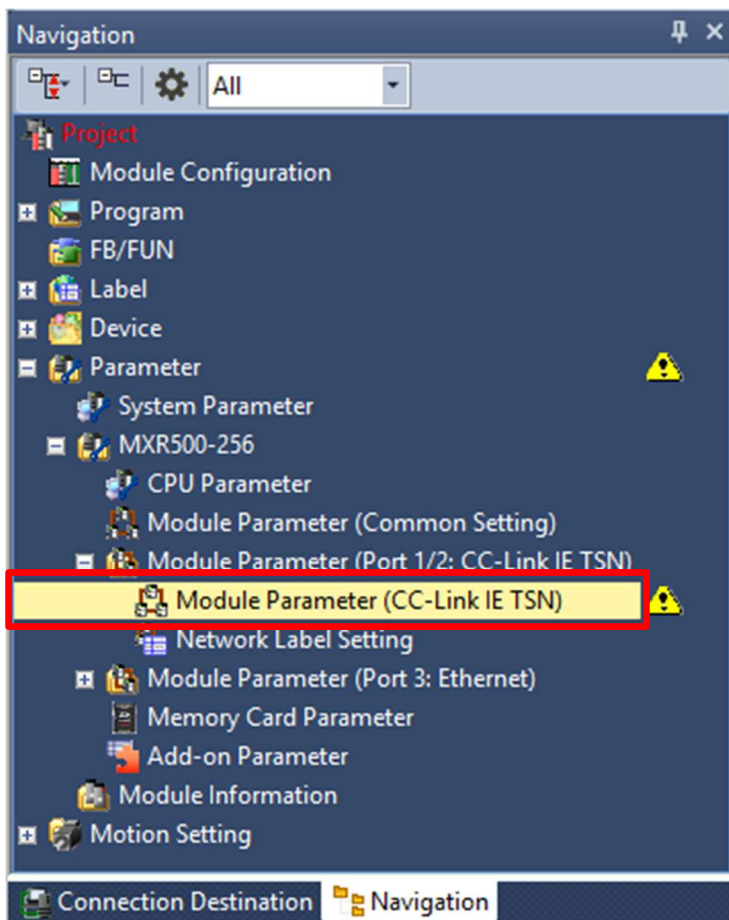 Navigation
All
Project
Module Configuration
Program
FB/FUN
Label
Device
Parameter
System Parameter
MXR500-256
CPU Parameter
Module Parameter (Common Setting)
Module Parameter (Port 1/2: CC-Link IE TSN)
Module Parameter (CC-Link IE TSN)
Network Label Setting
Module Parameter (Port 3: Ethernet)
Memory Card Parameter
Add-on Parameter
Module Information
Motion Setting
Connection Destination Navigation